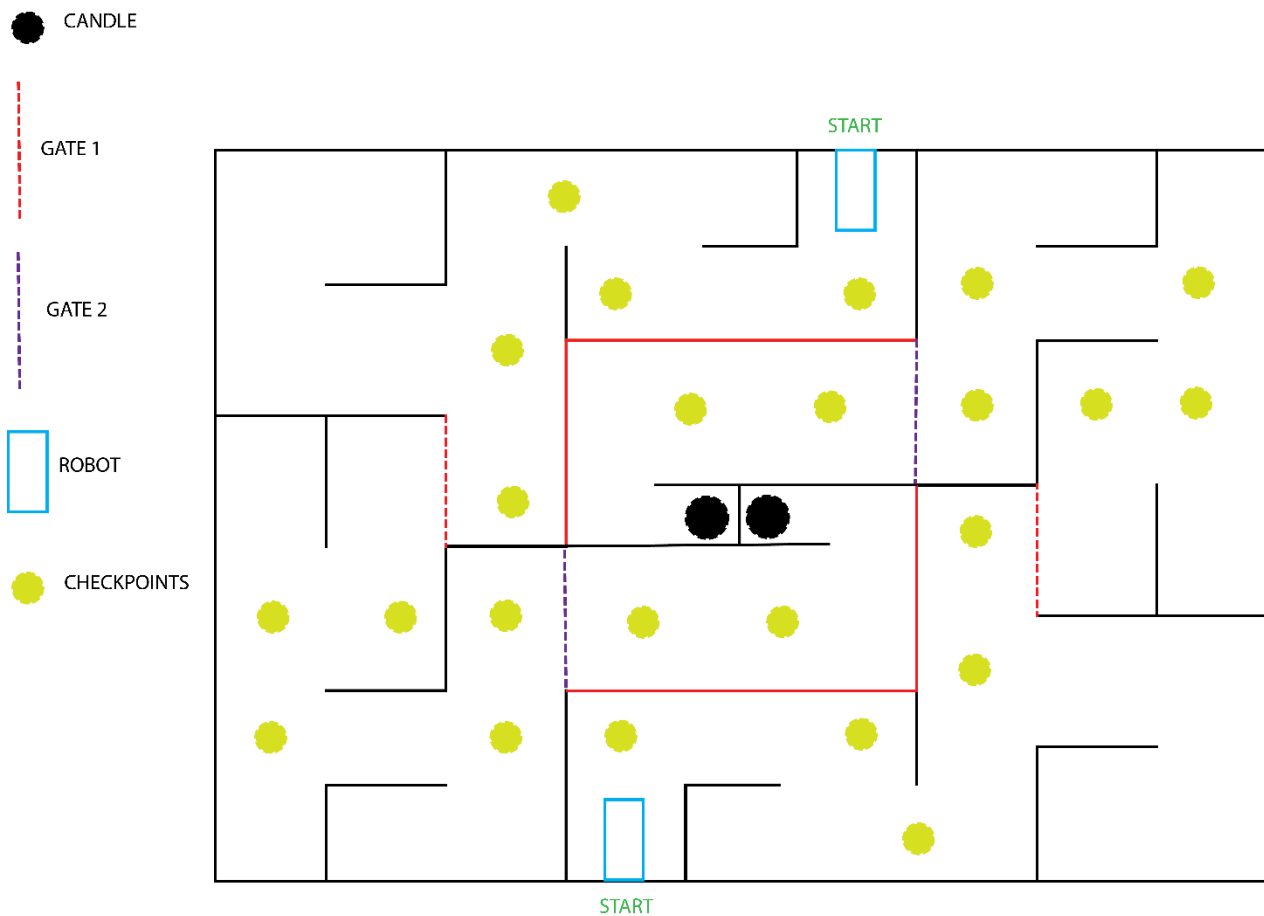 CANDLE
GATE 1
GATE 2
ROBOT
CHECKPOINTS
START
START